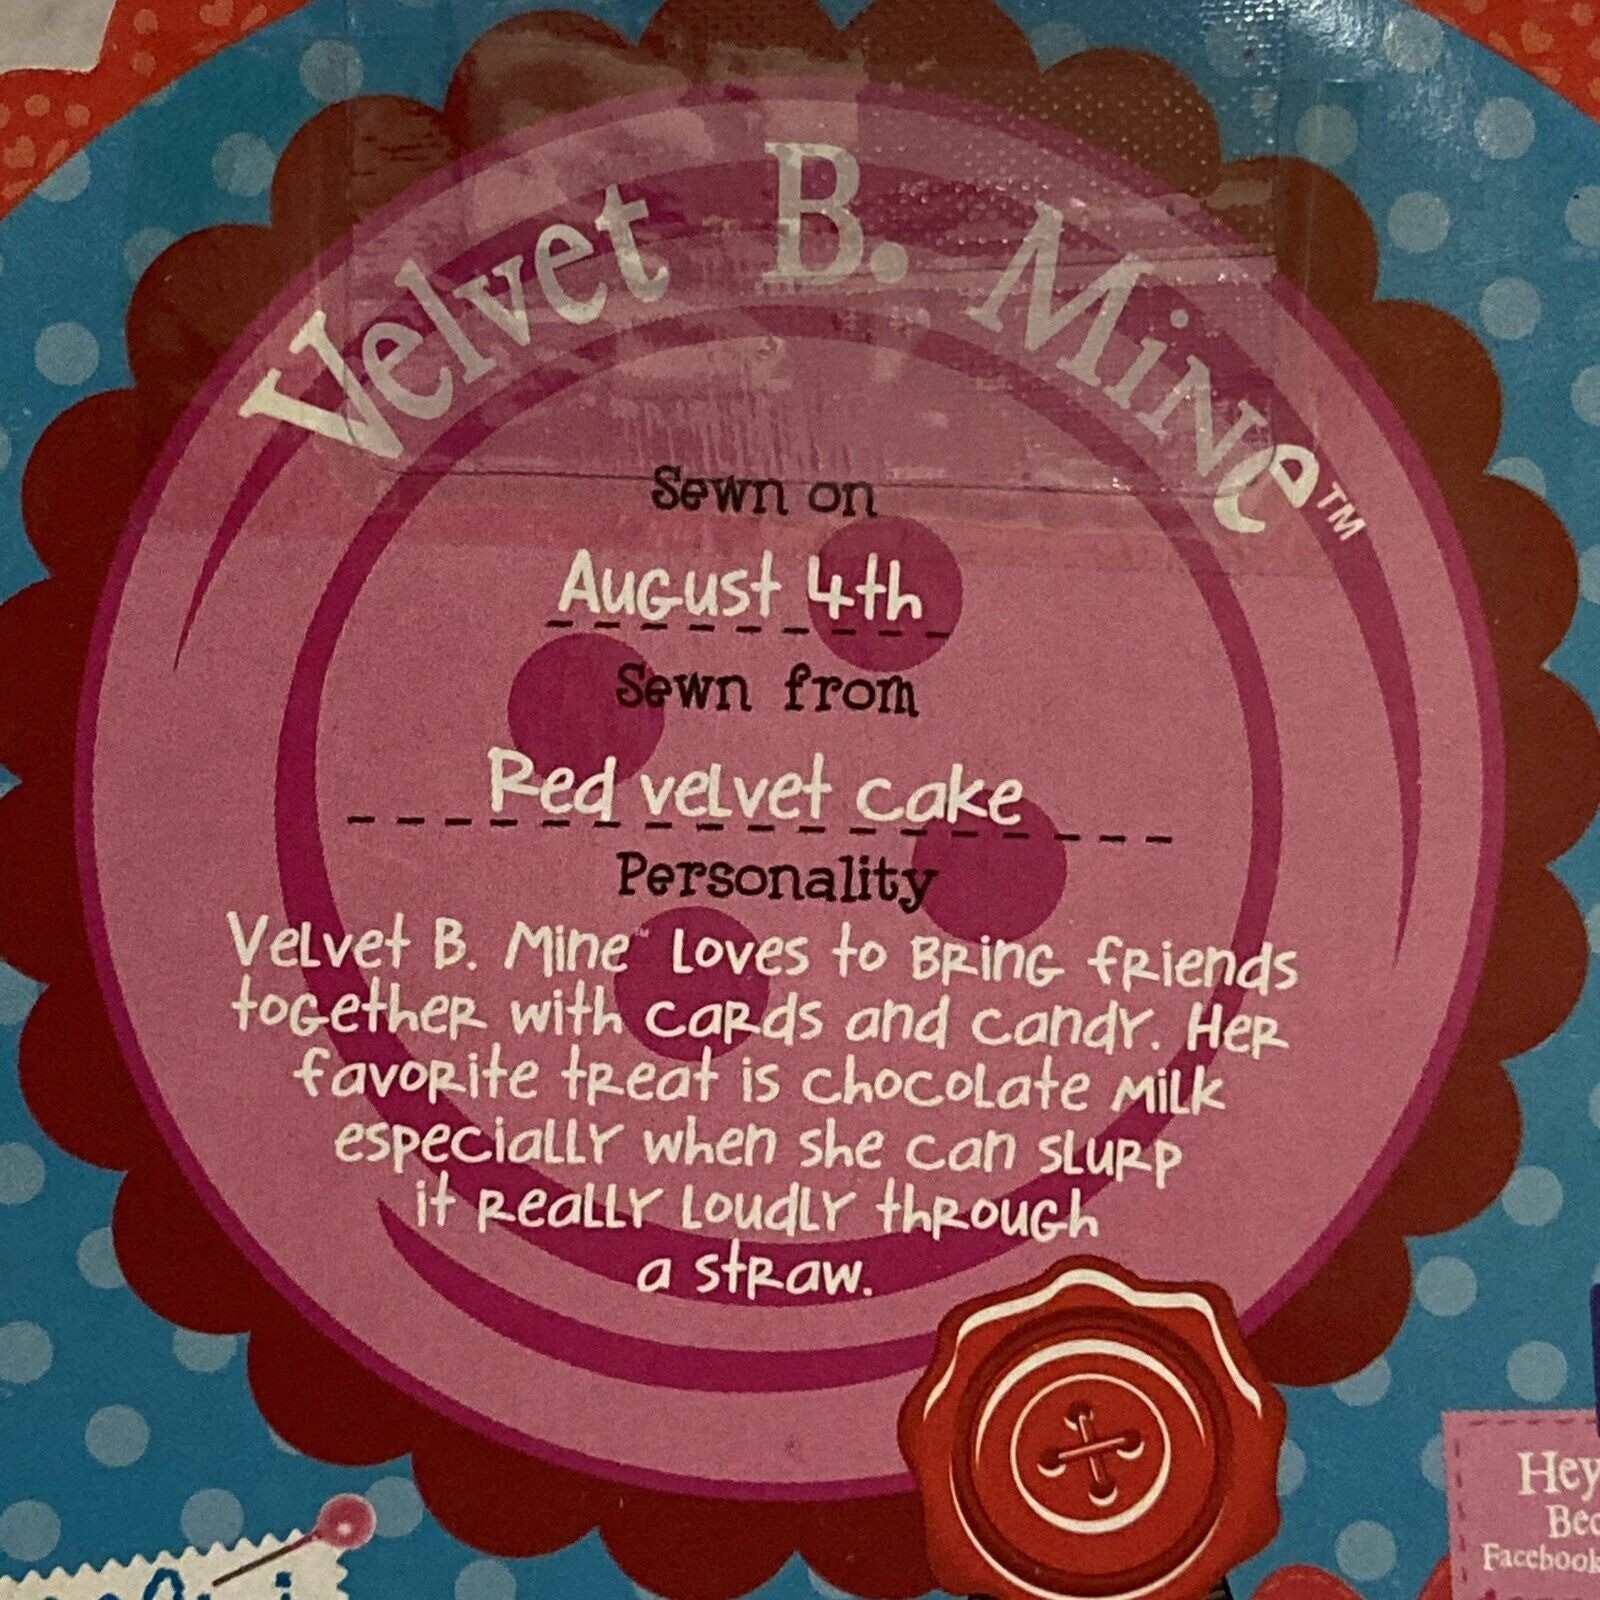 Velvet B. Mine™
Sewn on
August 4th
Sewn from
Red velvet cake
Personality
Velvet B. Mine™ Loves to Bring friends
together with cards and candy. Her
favorite treat is chocolate milk
especially when she can slurp
it really loudly through
a straw.
Hey
Facebook